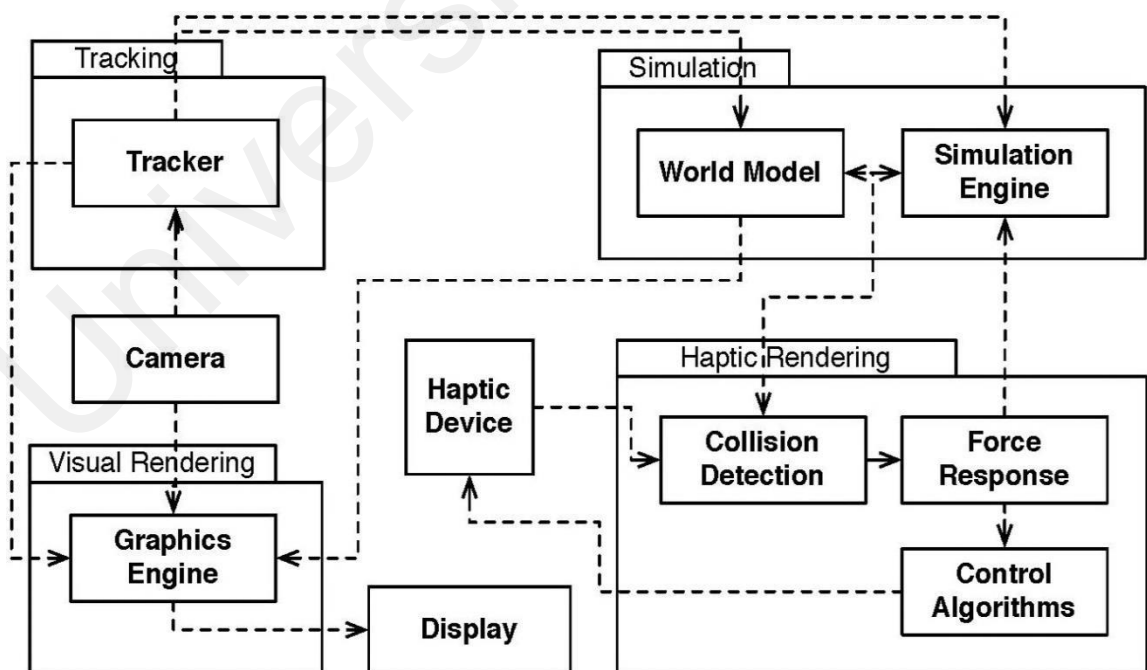 Tracking
Simulation
Tracker
World Model
Simulation
Engine
Camera
Haptic
Device
Haptic Rendering
Collision
Detection
Force
Response
Visual Rendering
Graphics
Engine
Control
Algorithms
Display
Univers